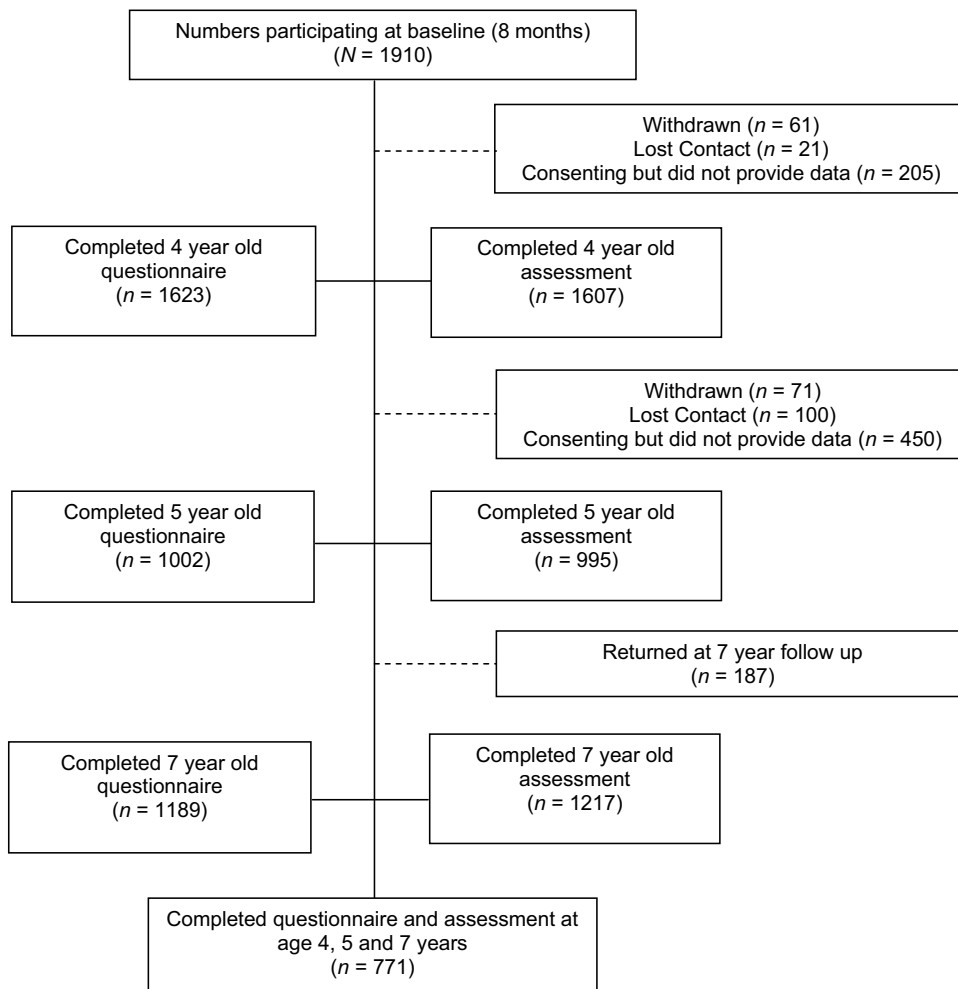 Numbers participating at baseline (8 months)
(N = 1910)
Withdrawn (n = 61)
Lost Contact (n = 21)
Consenting but did not provide data (n = 205)
Completed 4 year old
questionnaire
(n = 1623)
Completed 4 year old
assessment
(n = 1607)
Withdrawn (n = 71)
Lost Contact (n = 100)
Consenting but did not provide data (n = 450)
Completed 5 year old
questionnaire
(n = 1002)
Completed 5 year old
assessment
(n = 995)
Returned at 7 year follow up
(n = 187)
Completed 7 year old
questionnaire
(n = 1189)
Completed 7 year old
assessment
(n = 1217)
Completed questionnaire and assessment at
age 4, 5 and 7 years
(n = 771)